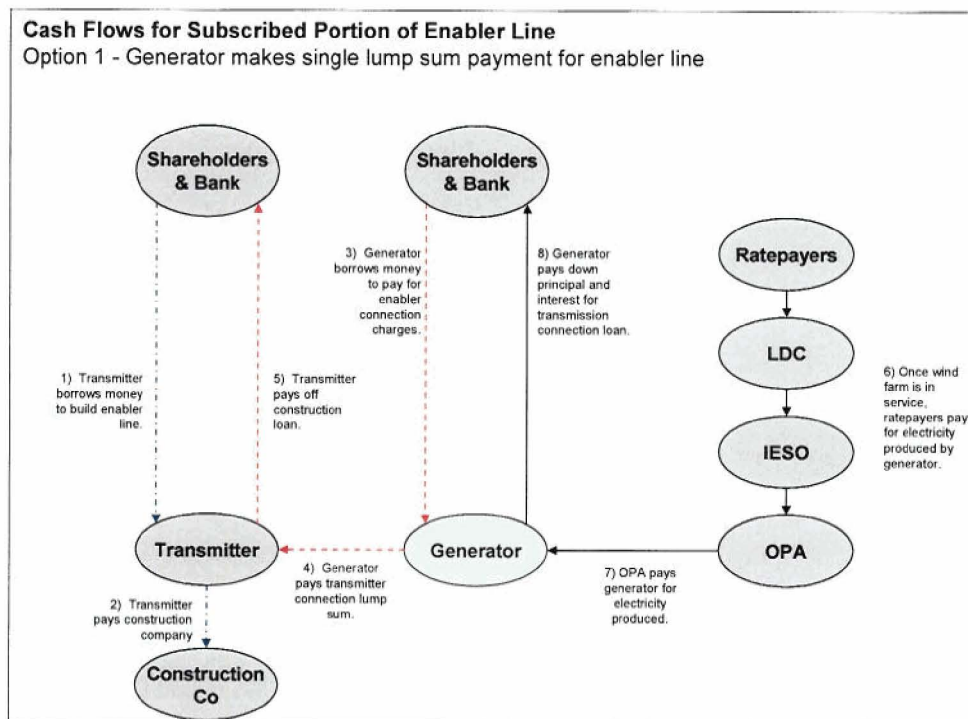 Cash Flows for Subscribed Portion of Enabler Line
Option 1 - Generator makes single lump sum payment for enabler line
Shareholders
& Bank
Shareholders
& Bank
Ratepayers
LDC
IESO
OPA
Generator
Transmitter
Construction
Co
1) Transmitter
borrows money
to build enabler
line.
2) Transmitter
pays construction
company
3) Generator
borrows money
to pay for
enabler
connection
charges.
4) Generator
pays transmitter
connection lump
sum.
5) Transmitter
pays off
construction
loan.
6) Once wind
farm is in
service,
ratepayers pay
for electricity
produced by
generator.
7) OPA pays
generator for
electricity
produced.
8) Generator
pays down
principal and
interest for
transmission
connection loan.